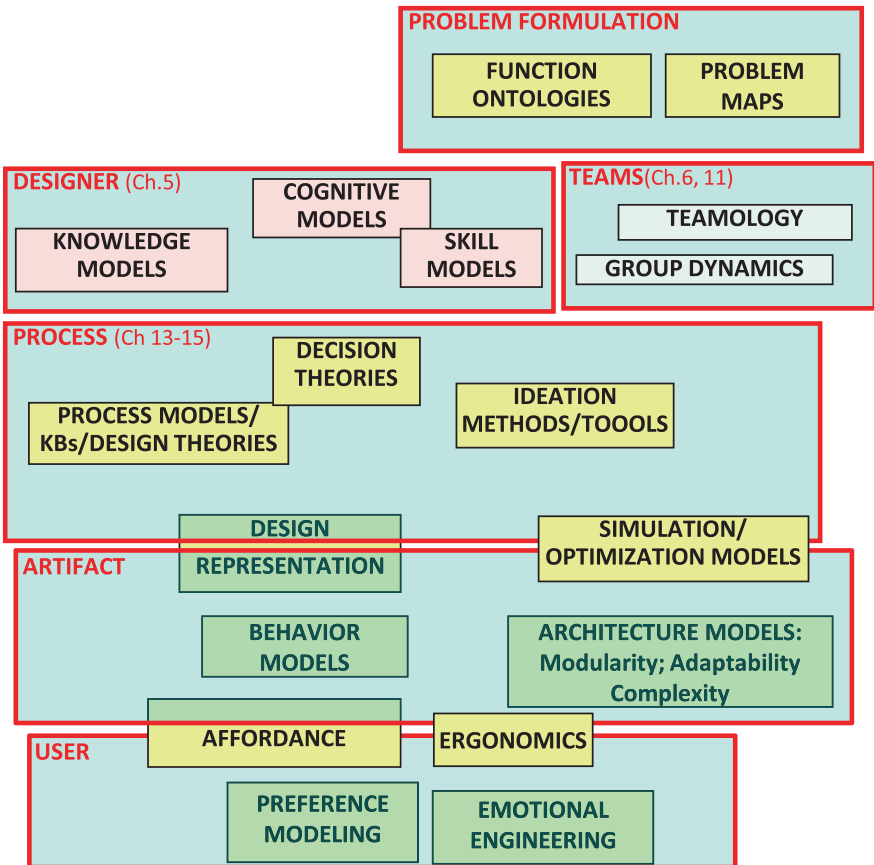 PROBLEM FORMULATION
FUNCTION
ONTOLOGIES
PROBLEM
MAPS
DESIGNER (Ch.5)
COGNITIVE
MODELS
KNOWLEDGE
MODELS
SKILL
MODELS
TEAMS(Ch.6, 11)
TEAMOLOGY
GROUP DYNAMICS
PROCESS (Ch 13-15)
DECISION
THEORIES
PROCESS MODELS/
KBs/DESIGN THEORIES
IDEATION
METHODS/TOOOLS
DESIGN
REPRESENTATION
SIMULATION/
OPTIMIZATION MODELS
ARTIFACT
BEHAVIOR
MODELS
ARCHITECTURE MODELS:
Modularity; Adaptability
Complexity
AFFORDANCE
ERGONOMICS
USER
PREFERENCE
MODELING
EMOTIONAL
ENGINEERING